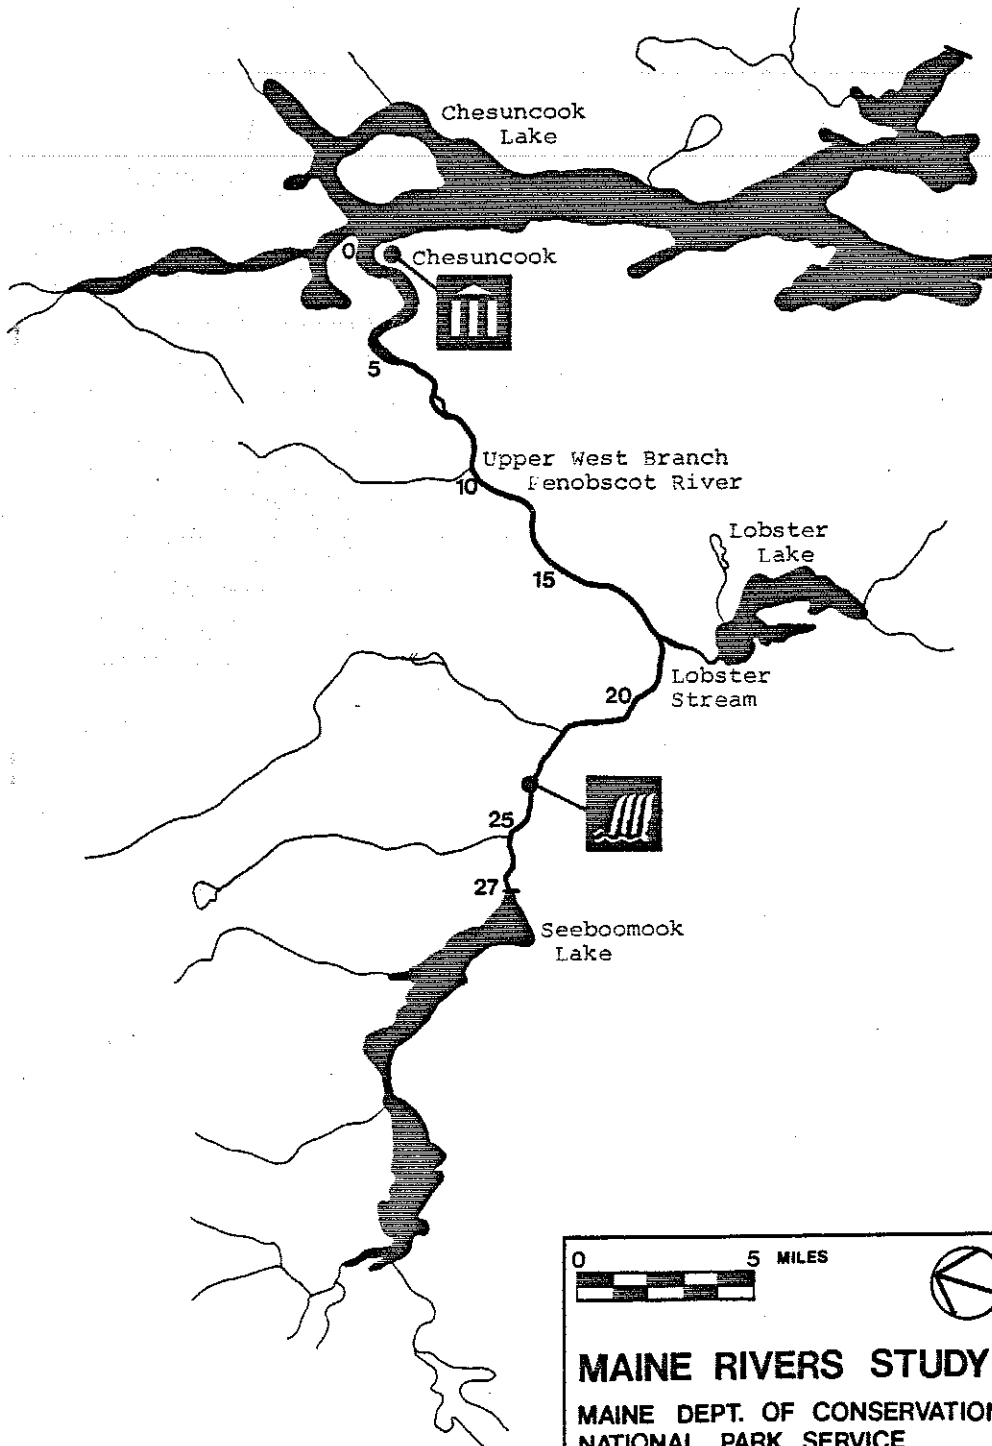 Chesuncook
Lake
0
Chesuncook
5
Upper West Branch
Penobscot River
10
Lobster
Lake
15
Lobster
Stream
20
25
27
Seeboomook
Lake
0 5 MILES
MAINE RIVERS STUDY
MAINE DEPT. OF CONSERVATION
NATIONAL PARK SERVICE